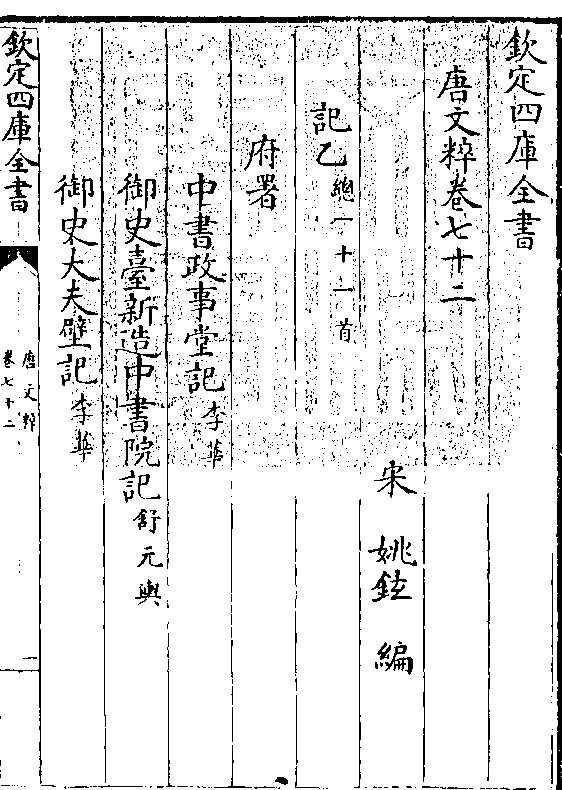 欽定四庫全書
唐文粹卷七十二
宋 姚鉉 編
記乙總一十一首
府署
中書政事堂記李華
御史臺新造中書院記舒元輿
御史大夫壁記李華
欽定四庫全書
唐文粹
卷七十二
一